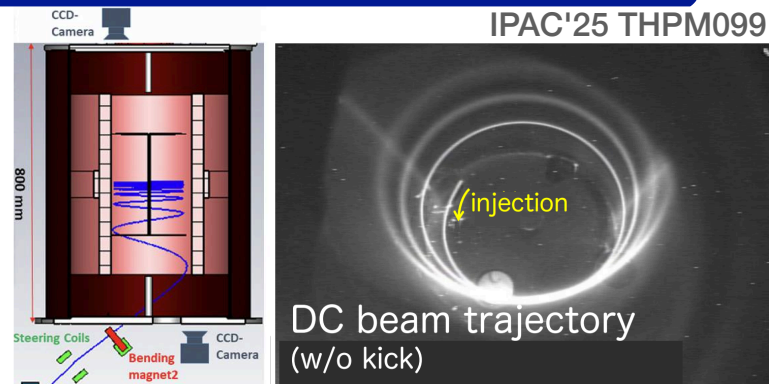 IPAC'25 THPM099
CCD-
Camera
800 mm
Steering Coils
Bending
magnet2
CCD-
Camera
injection
DC beam trajectory
(w/o kick)